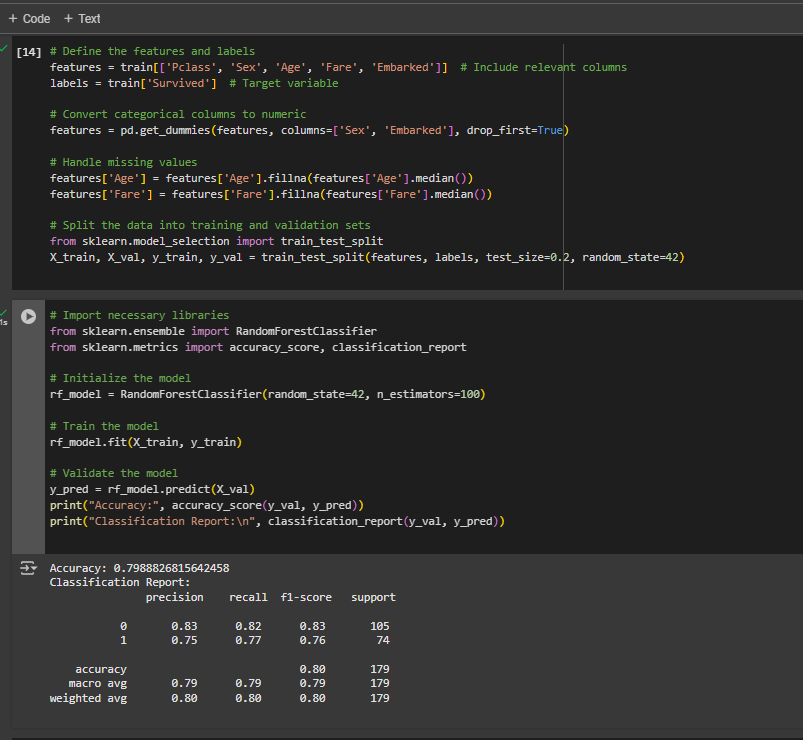 + Code + Text
[14] # Define the features and labels
features = train[['Pclass', 'Sex', 'Age', 'Fare', 'Embarked']]  # Include relevant columns
labels = train['Survived']  # Target variable
# Convert categorical columns to numeric
features = pd.get_dummies(features, columns=['Sex', 'Embarked'], drop_first=True)
# Handle missing values
features['Age'] = features['Age'].fillna(features['Age'].median())
features['Fare'] = features['Fare'].fillna(features['Fare'].median())
# Split the data into training and validation sets
from sklearn.model_selection import train_test_split
X_train, X_val, y_train, y_val = train_test_split(features, labels, test_size=0.2, random_state=42)
1s
# Import necessary libraries
from sklearn.ensemble import RandomForestClassifier
from sklearn.metrics import accuracy_score, classification_report
# Initialize the model
rf_model = RandomForestClassifier(random_state=42, n_estimators=100)
# Train the model
rf_model.fit(X_train, y_train)
# Validate the model
y_pred = rf_model.predict(X_val)
print("Accuracy:", accuracy_score(y_val, y_pred))
print("Classification Report:\n", classification_report(y_val, y_pred))
Accuracy: 0.7988826815642458
Classification Report:
precision recall f1-score support
0 0.83 0.82 0.83 105
1 0.75 0.77 0.76 74
accuracy 0.80 179
macro avg 0.79 0.79 0.79 179
weighted avg 0.80 0.80 0.80 179